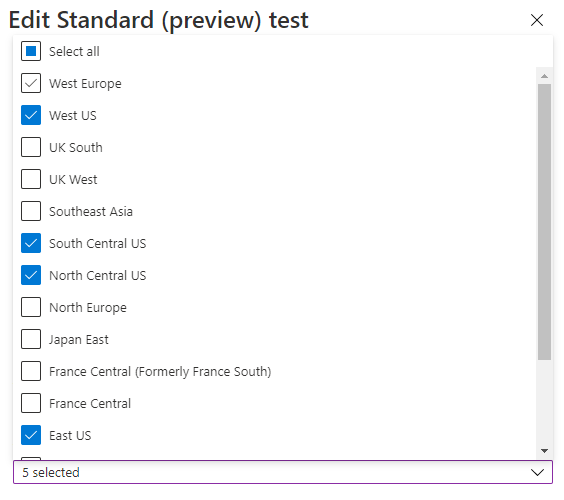 Edit Standard (preview) test
Select all
West Europe
West US
UK South
UK West
Southeast Asia
South Central US
North Central US
North Europe
Japan East
France Central (Formerly France South)
France Central
East US
5 selected